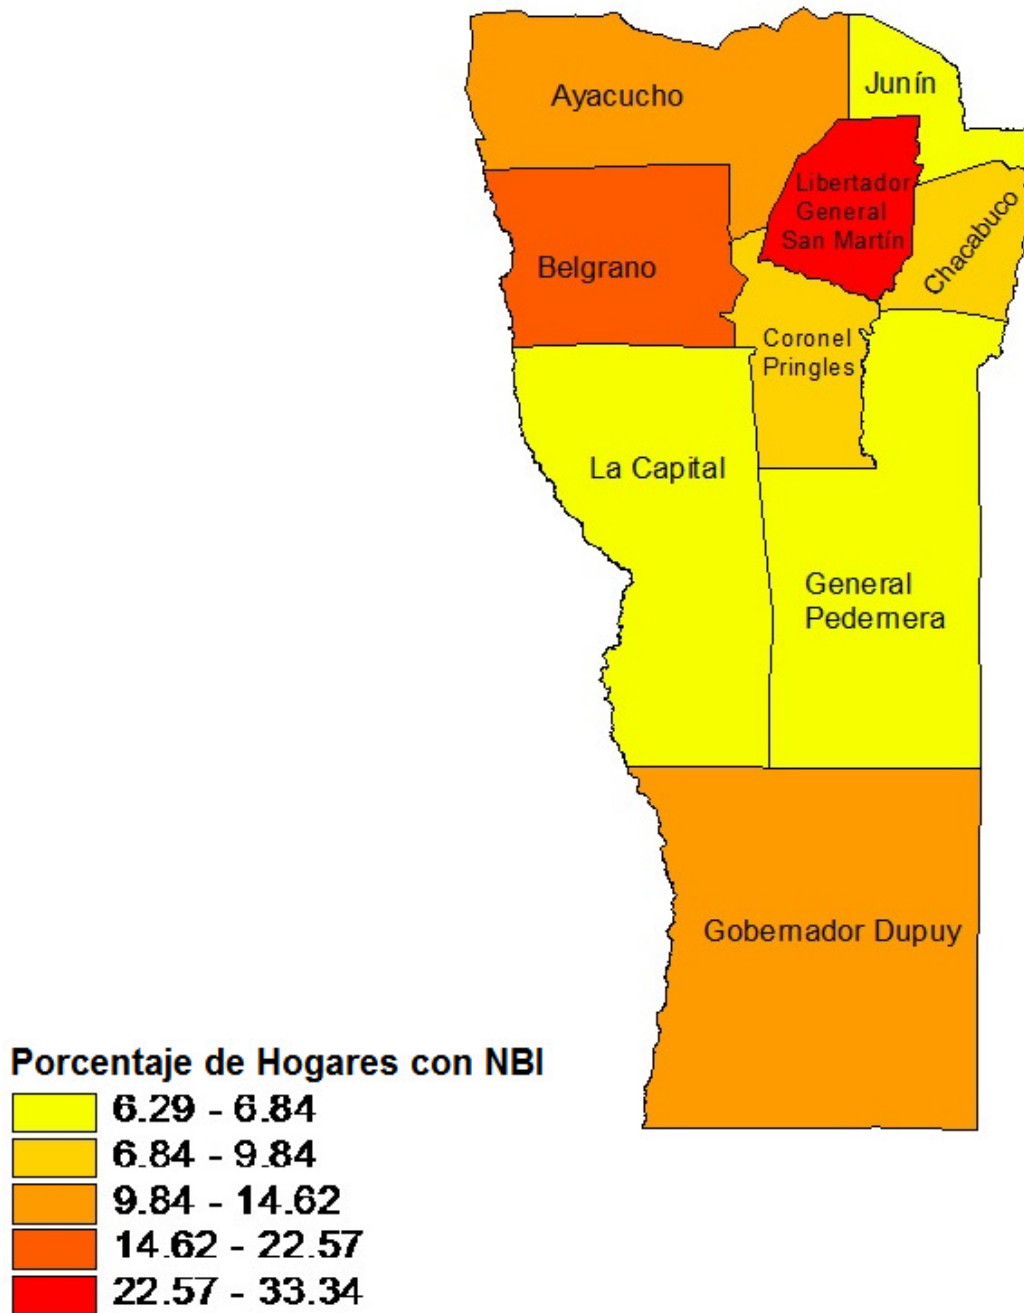 Ayacucho
Junín
Libertador
General
San Martín
Chacabuco
Belgrano
Coronel
Pringles
La Capital
General
Pedernera
Gobernador Dupuy
Porcentaje de Hogares con NBI
6.29 - 6.84
6.84 - 9.84
9.84 - 14.62
14.62 - 22.57
22.57 - 33.34